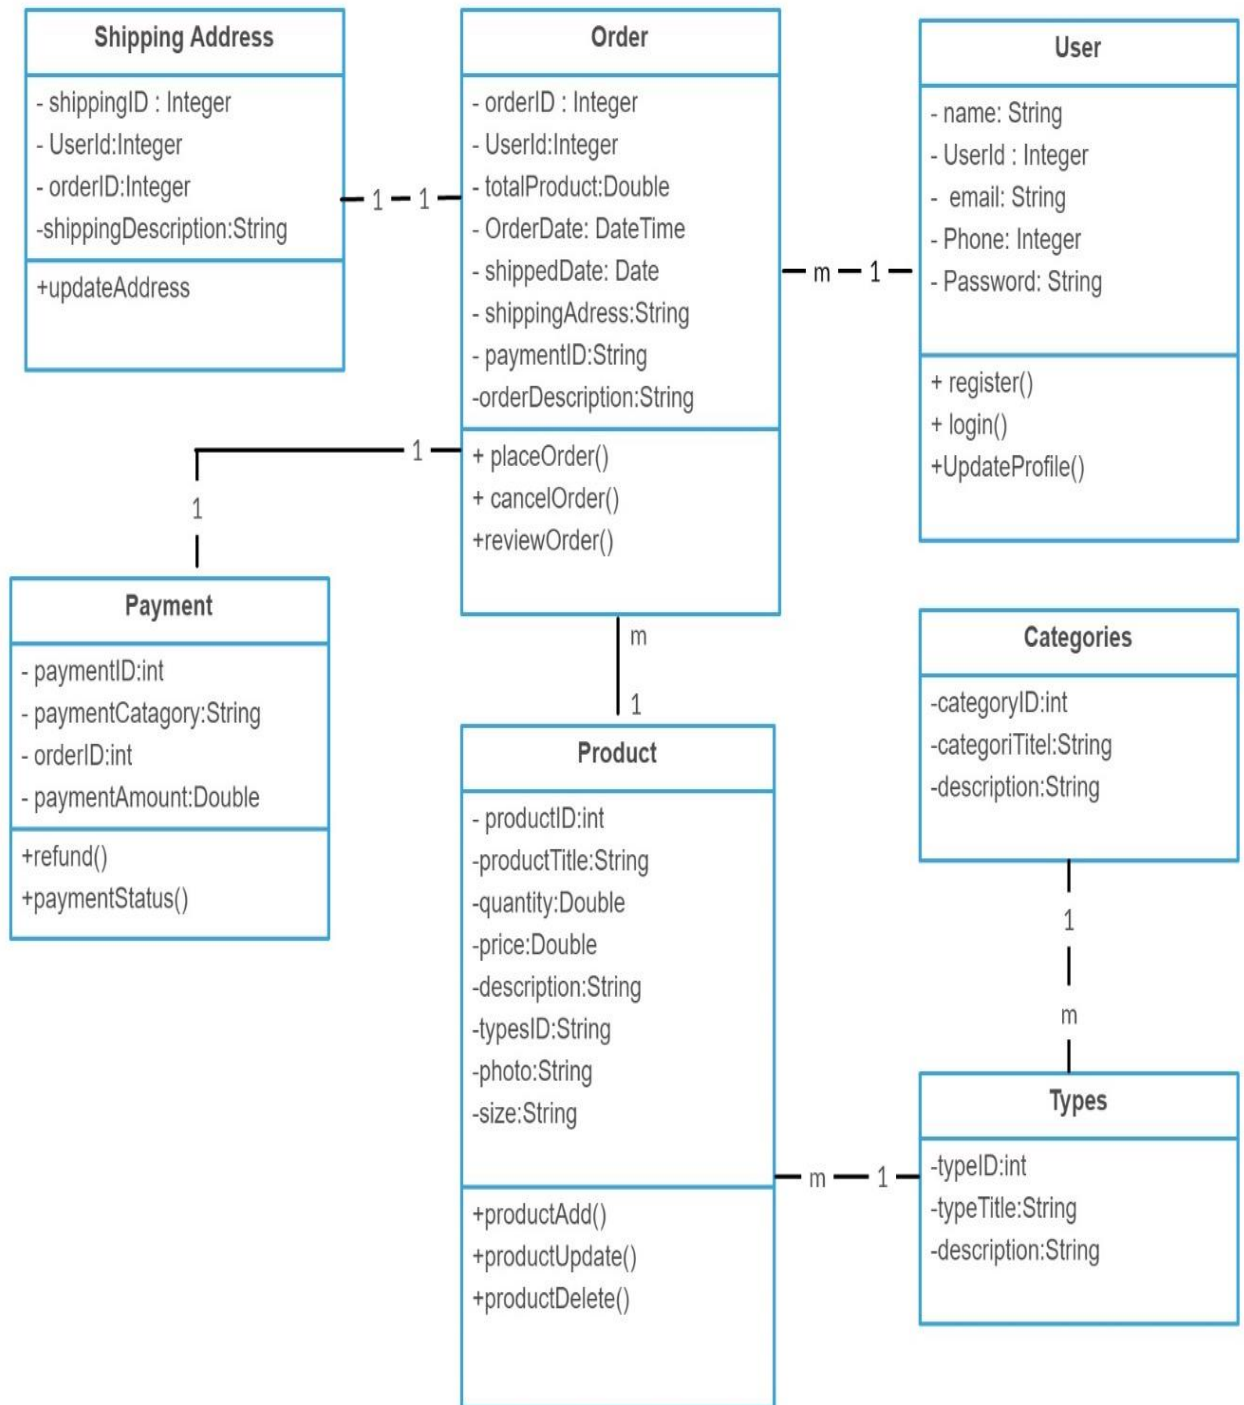 Shipping Address
- shippingID : Integer
- UserId:Integer
- orderID:Integer
-shippingDescription:String
+updateAddress
1 1
Order
- orderID : Integer
- UserId:Integer
- totalProduct:Double
- OrderDate: DateTime
- shippedDate: Date
- shippingAdress:String
- paymentID:String
-orderDescription:String
+ placeOrder()
+ cancelOrder()
+reviewOrder()
m 1
User
- name: String
- UserId : Integer
- email: String
- Phone: Integer
- Password: String
+ register()
+ login()
+UpdateProfile()
1
1
Payment
- paymentID:int
- paymentCatagory:String
- orderID:int
- paymentAmount:Double
+refund()
+paymentStatus()
m
1
Product
- productID:int
-productTitle:String
-quantity:Double
-price:Double
-description:String
-typesID:String
-photo:String
-size:String
+productAdd()
+productUpdate()
+productDelete()
Categories
-categoryID:int
-categoriTitel:String
-description:String
1
m
m 1
Types
-typeID:int
-typeTitle:String
-description:String